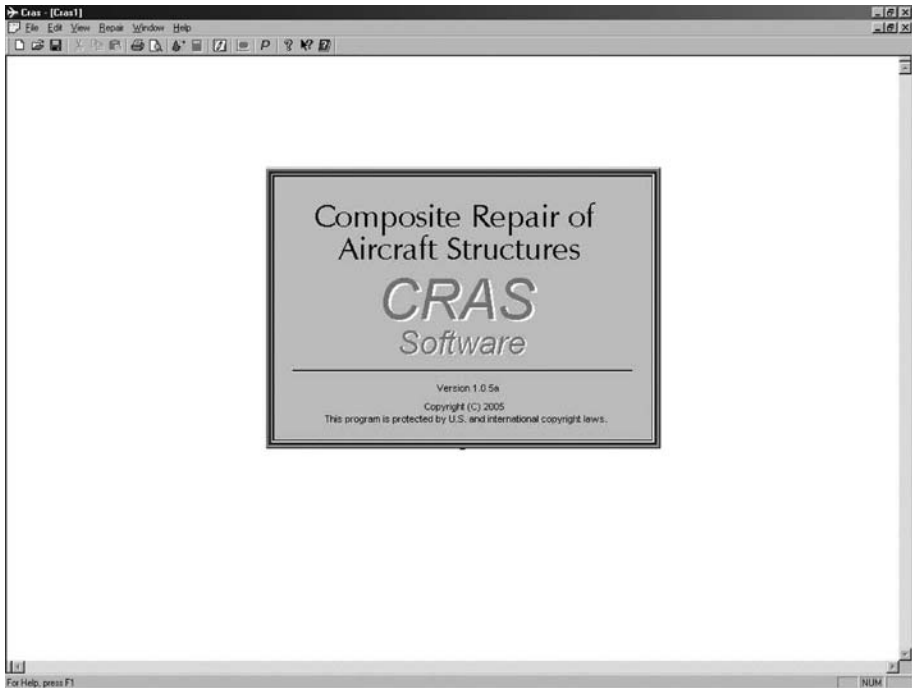 Cras - [Cras1]
File Edit View Repair Window Help
P
Composite Repair of
Aircraft Structures
CRAS
Software
Version 1.0.5a
Copyright (C) 2005
This program is protected by U.S. and international copyright laws.
For Help, press F1
NUM